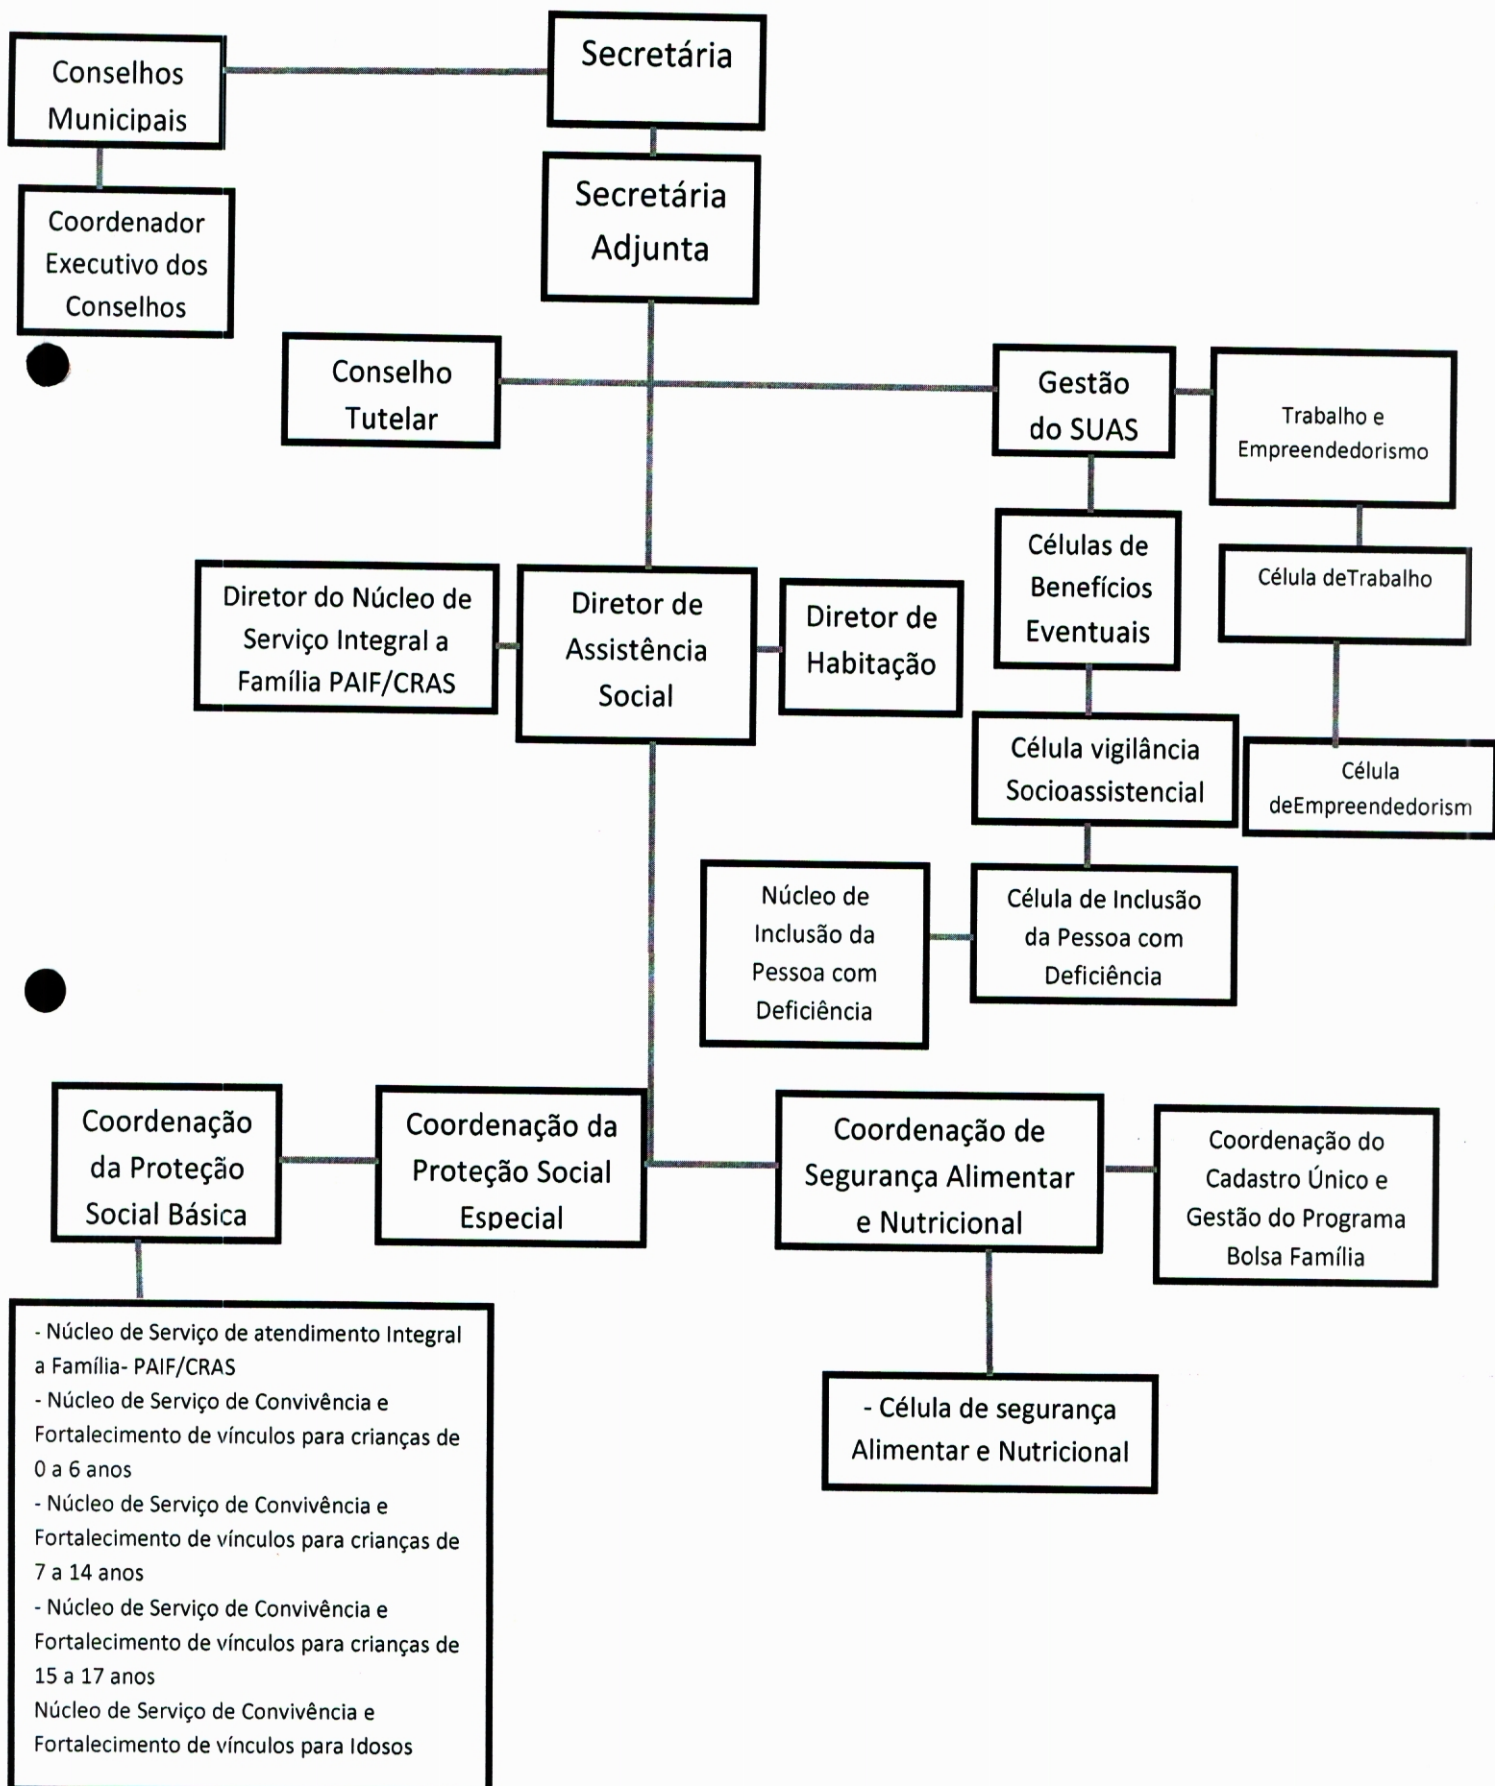 Secretária
Conselhos
Municipais
Secretária
Adjunta
Coordenador
Executivo dos
Conselhos
Conselho
Tutelar
Gestão
do SUAS
Trabalho e
Empreendedorismo
Células de
Benefícios
Eventuais
Célula deTrabalho
Diretor do Núcleo de
Serviço Integral a
Família PAIF/CRAS
Diretor de
Assistência
Social
Diretor de
Habitação
Célula vigilância
Socioassistencial
Célula
deEmpreendedorism
Núcleo de
Inclusão da
Pessoa com
Deficiência
Célula de Inclusão
da Pessoa com
Deficiência
Coordenação
da Proteção
Social Básica
Coordenação da
Proteção Social
Especial
Coordenação de
Segurança Alimentar
e Nutricional
Coordenação do
Cadastro Único e
Gestão do Programa
Bolsa Família
- Núcleo de Serviço de atendimento Integral
a Família- PAIF/CRAS
- Núcleo de Serviço de Convivência e
Fortalecimento de vínculos para crianças de
0 a 6 anos
- Núcleo de Serviço de Convivência e
Fortalecimento de vínculos para crianças de
7 a 14 anos
- Núcleo de Serviço de Convivência e
Fortalecimento de vínculos para crianças de
15 a 17 anos
Núcleo de Serviço de Convivência e
Fortalecimento de vínculos para Idosos
- Célula de segurança
Alimentar e Nutricional